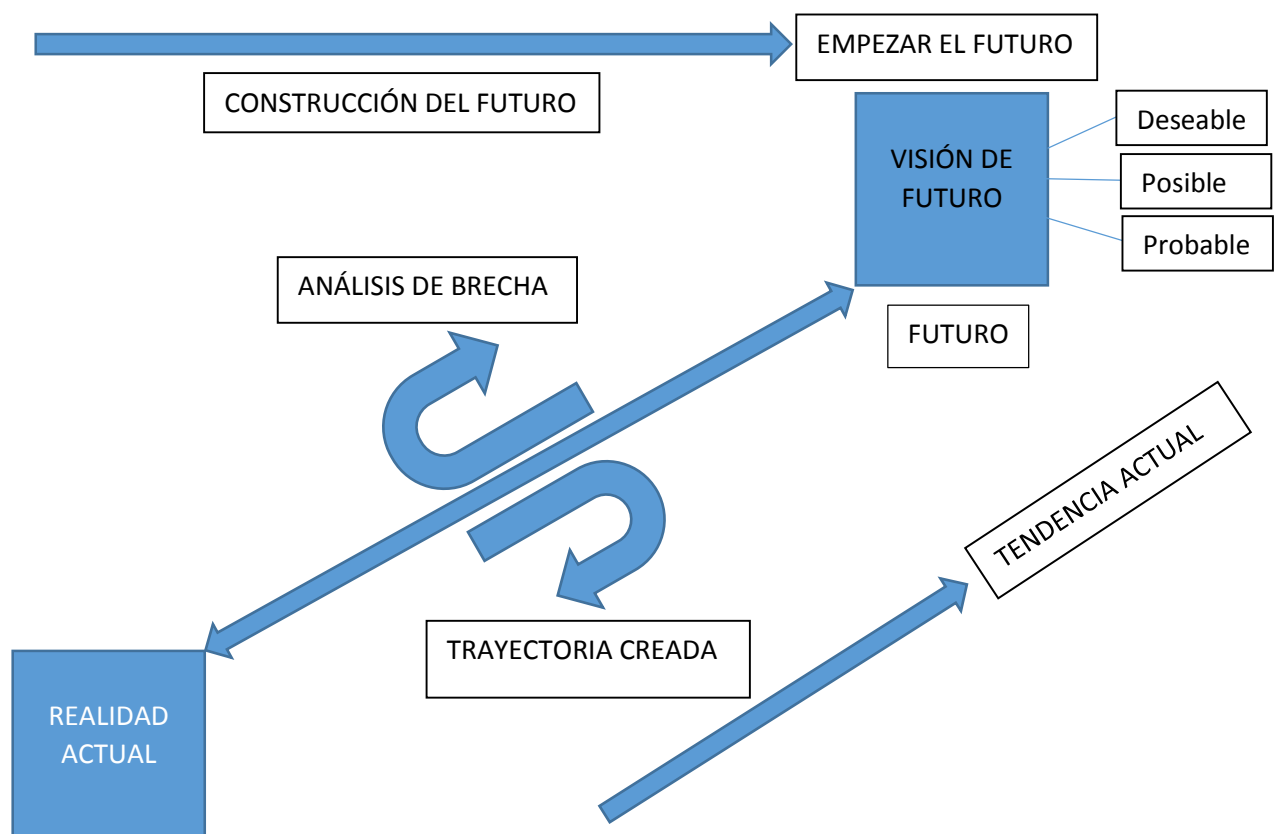 EMPEZAR EL FUTURO
CONSTRUCCIÓN DEL FUTURO
VISIÓN DE
FUTURO
Deseable
Posible
Probable
ANÁLISIS DE BRECHA
FUTURO
TENDENCIA ACTUAL
TRAYECTORIA CREADA
REALIDAD
ACTUAL